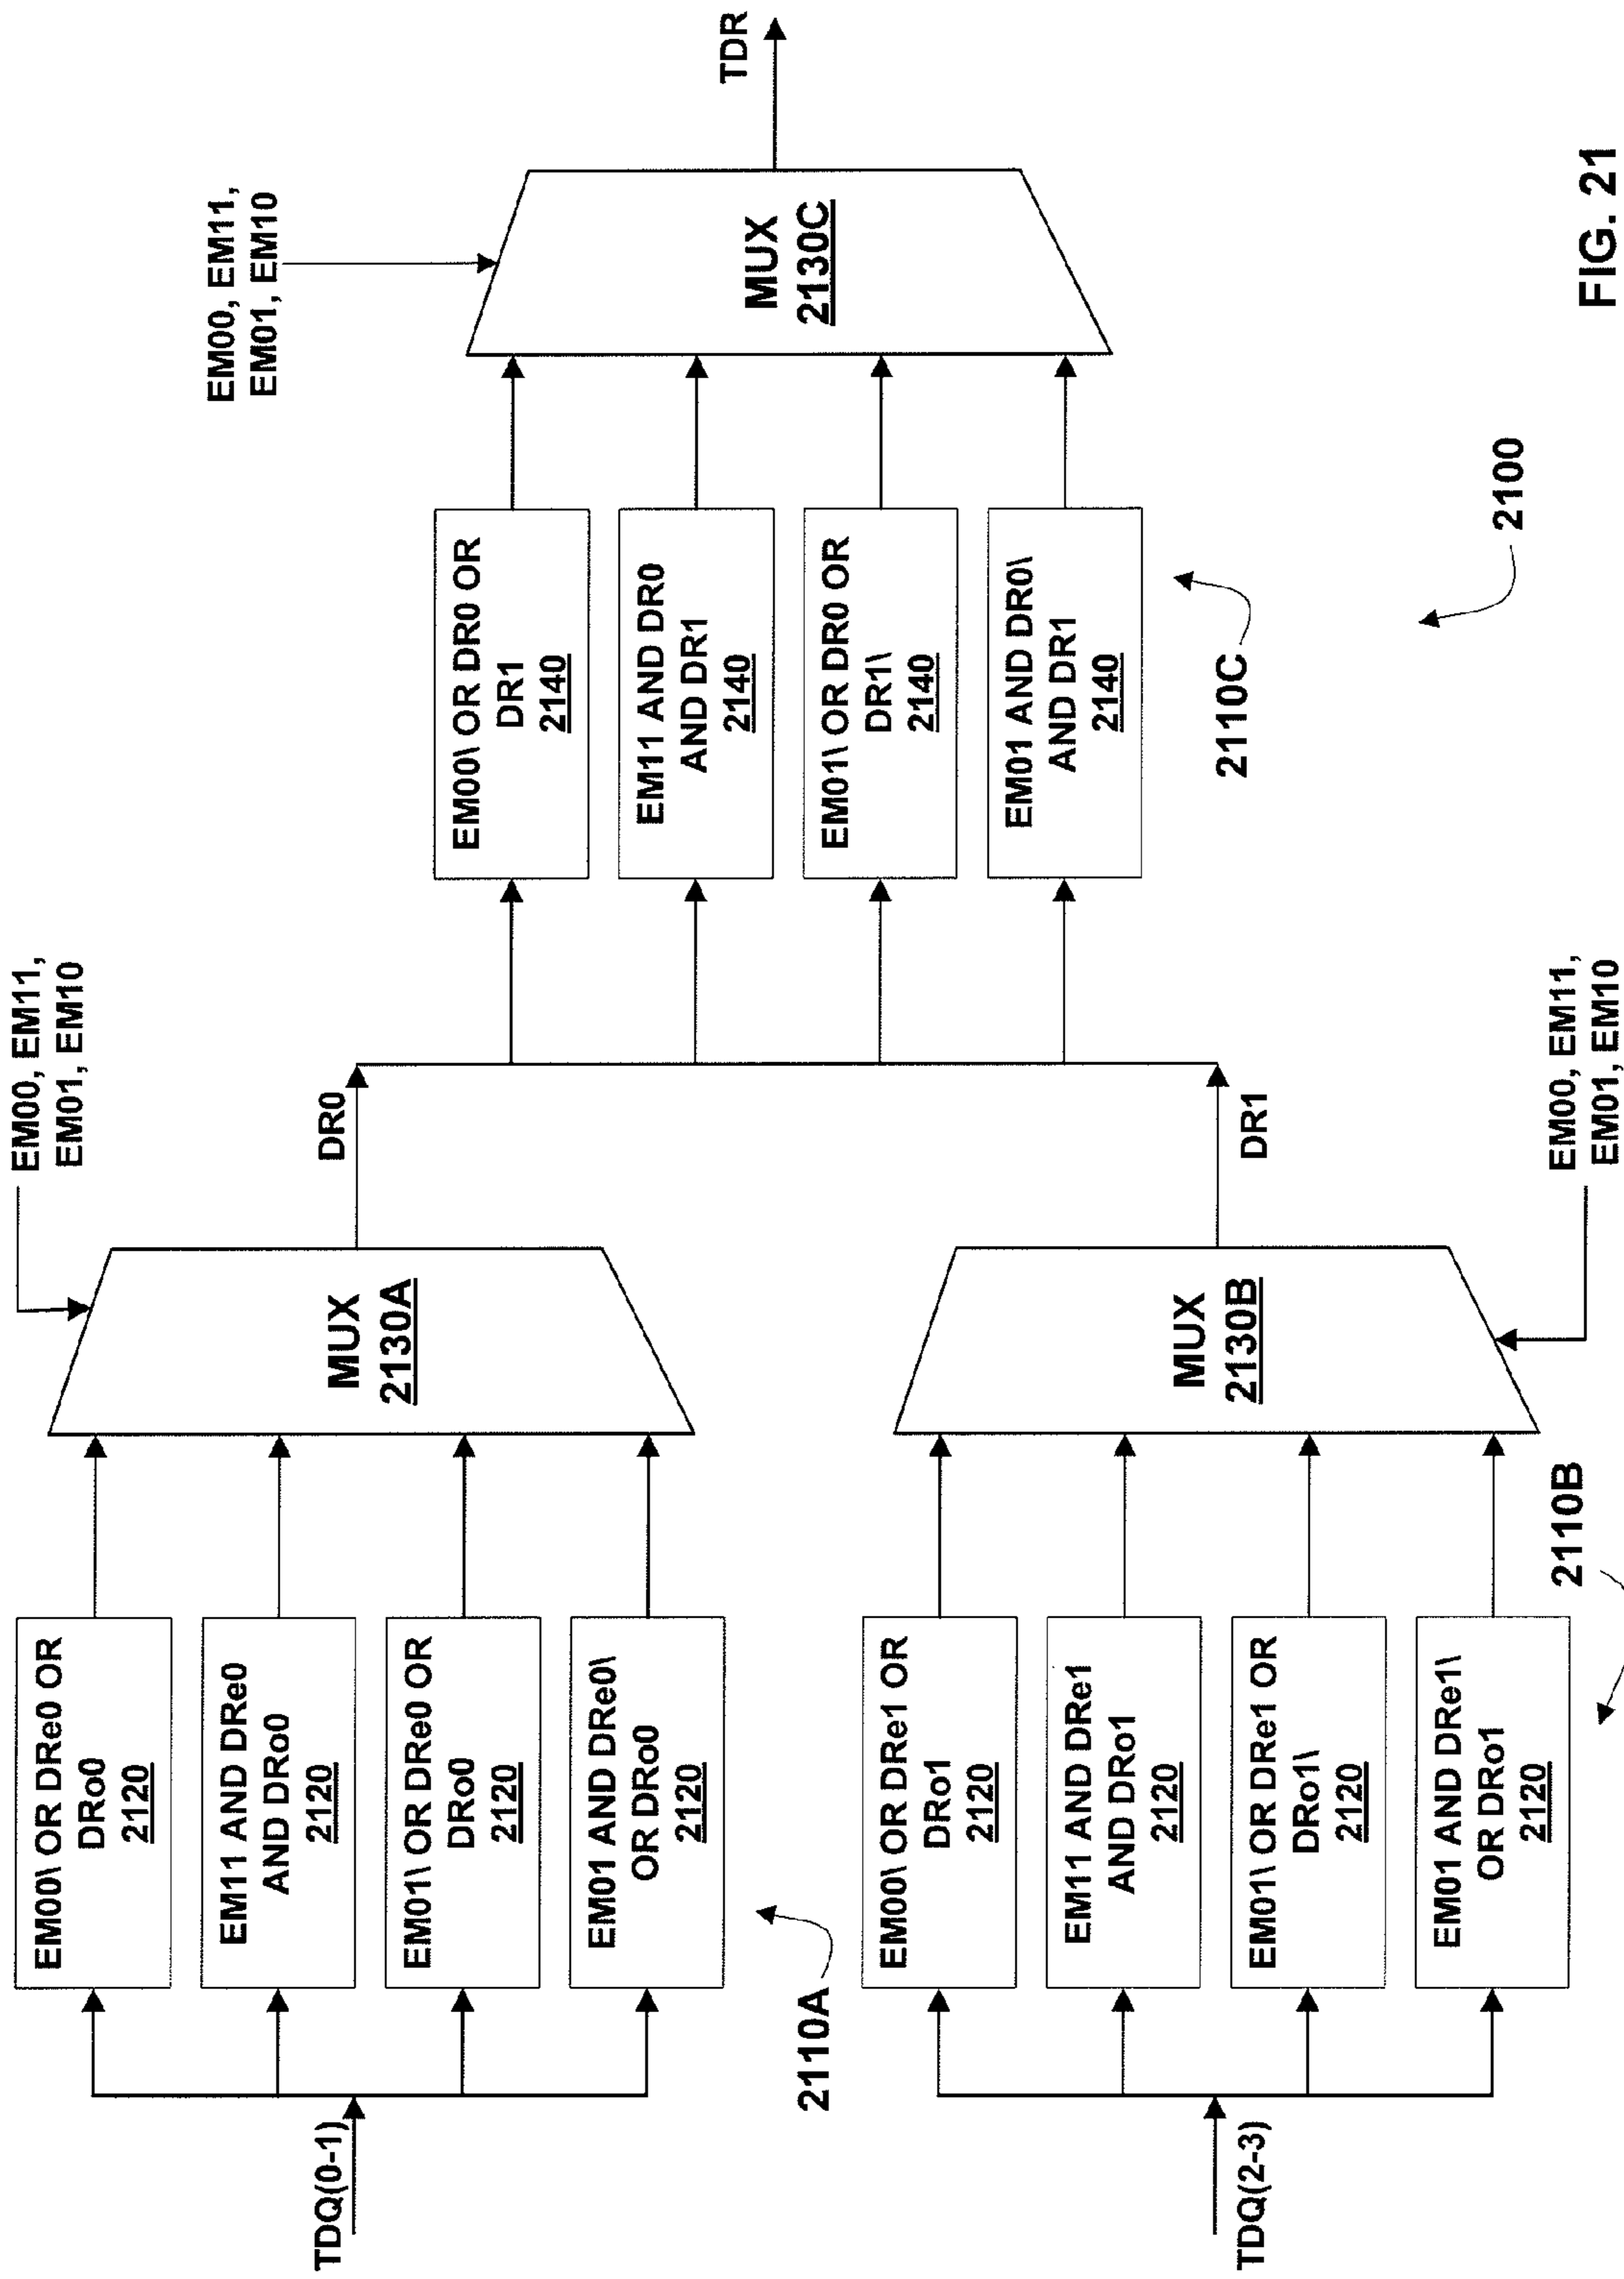 TDQ(0-1)
EM00\ OR DRe0 OR
DRo0
2120
EM11 AND DRe0
AND DRo0
2120
EM01\ OR DRe0 OR
DRo0
2120
EM01 AND DRe0\
OR DRo0
2120
2110A
MUX
2130A
EM00, EM11,
EM01, EM10
DR0
TDQ(2-3)
EM00\ OR DRe1 OR
DRo1
2120
EM11 AND DRe1
AND DRo1
2120
EM01\ OR DRe1 OR
DRo1\
2120
EM01 AND DRe1\
OR DRo1
2120
2110B
MUX
2130B
EM00, EM11,
EM01, EM10
DR1
EM00\ OR DR0 OR
DR1
2140
EM11 AND DR0
AND DR1
2140
EM01\ OR DR0 OR
DR1\
2140
EM01 AND DR0\
AND DR1
2140
2110C
EM00, EM11,
EM01, EM10
MUX
2130C
TDR
2100
FIG. 21